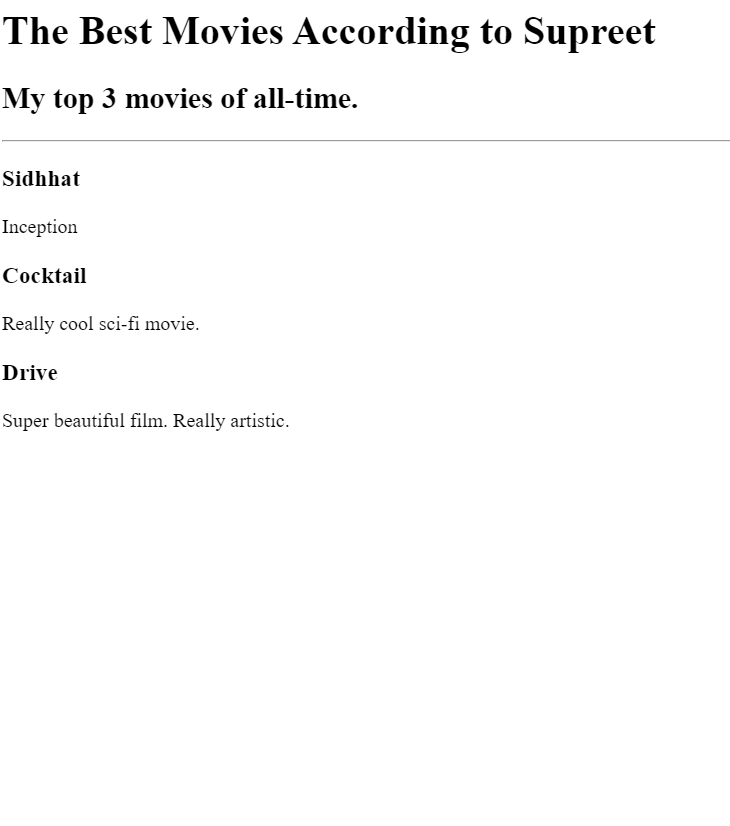 The Best Movies According to Supreet
My top 3 movies of all-time.
Sidhhat
Inception
Cocktail
Really cool sci-fi movie.
Drive
Super beautiful film. Really artistic.